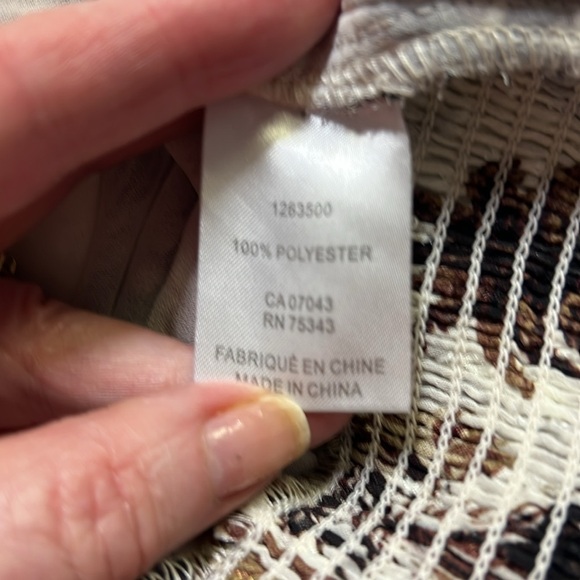 1263500
100% POLYESTER
CA 07043
RN 75343
FABRIQUÉ EN CHINE
MADE IN CHINA